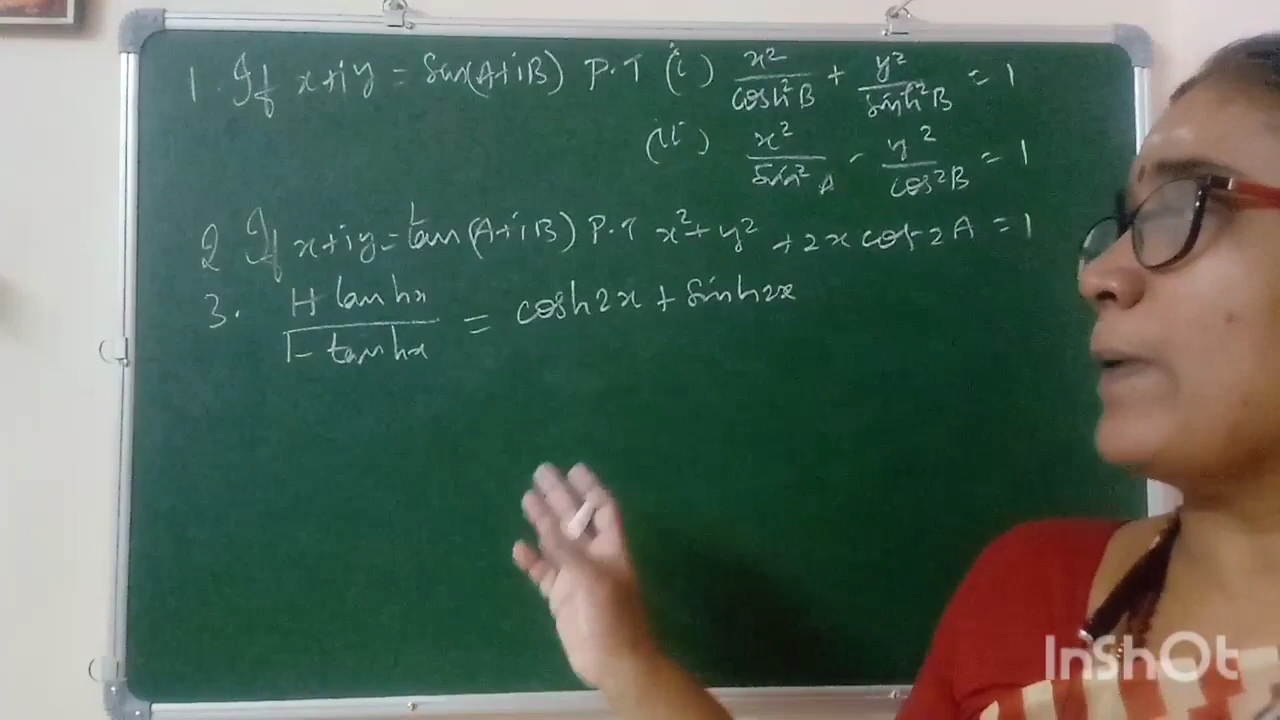 1. If x+iy = Sin(A+iB) P.T (i) x²/cosh²B + y²/sinh²B = 1
(ii) x²/Sin²A - y²/cos²B = 1
2 If x+iy = tan(A+iB) P.T x²+y² + 2x cot 2A = 1
3. 1+tanhx/1-tanhx = cosh2x + sinh2x
InShOt